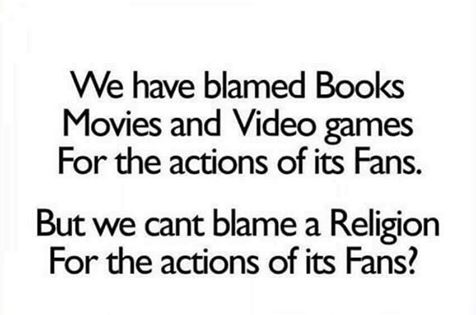 We have blamed Books
Movies and Video games
For the actions of its Fans.
But we cant blame a Religion
For the actions of its Fans?